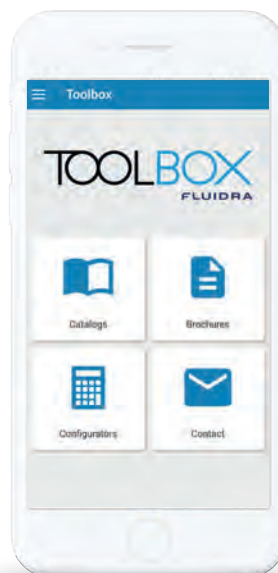 Toolbox
TOOLBOX
FLUIDRA
Catalogs
Brochures
Configurators
Contact